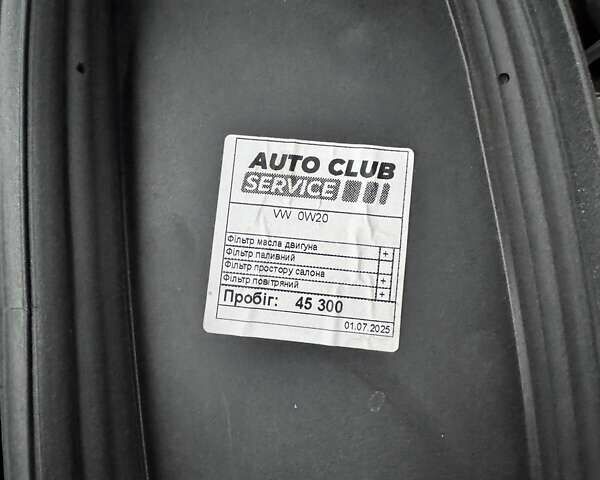 AUTO CLUB
SERVICE
VW 0W20
Фільтр масла двигуна +
Фільтр паливний
Фільтр простору салона +
Фільтр повітряний +
Пробіг: 45 300
01.07.2025